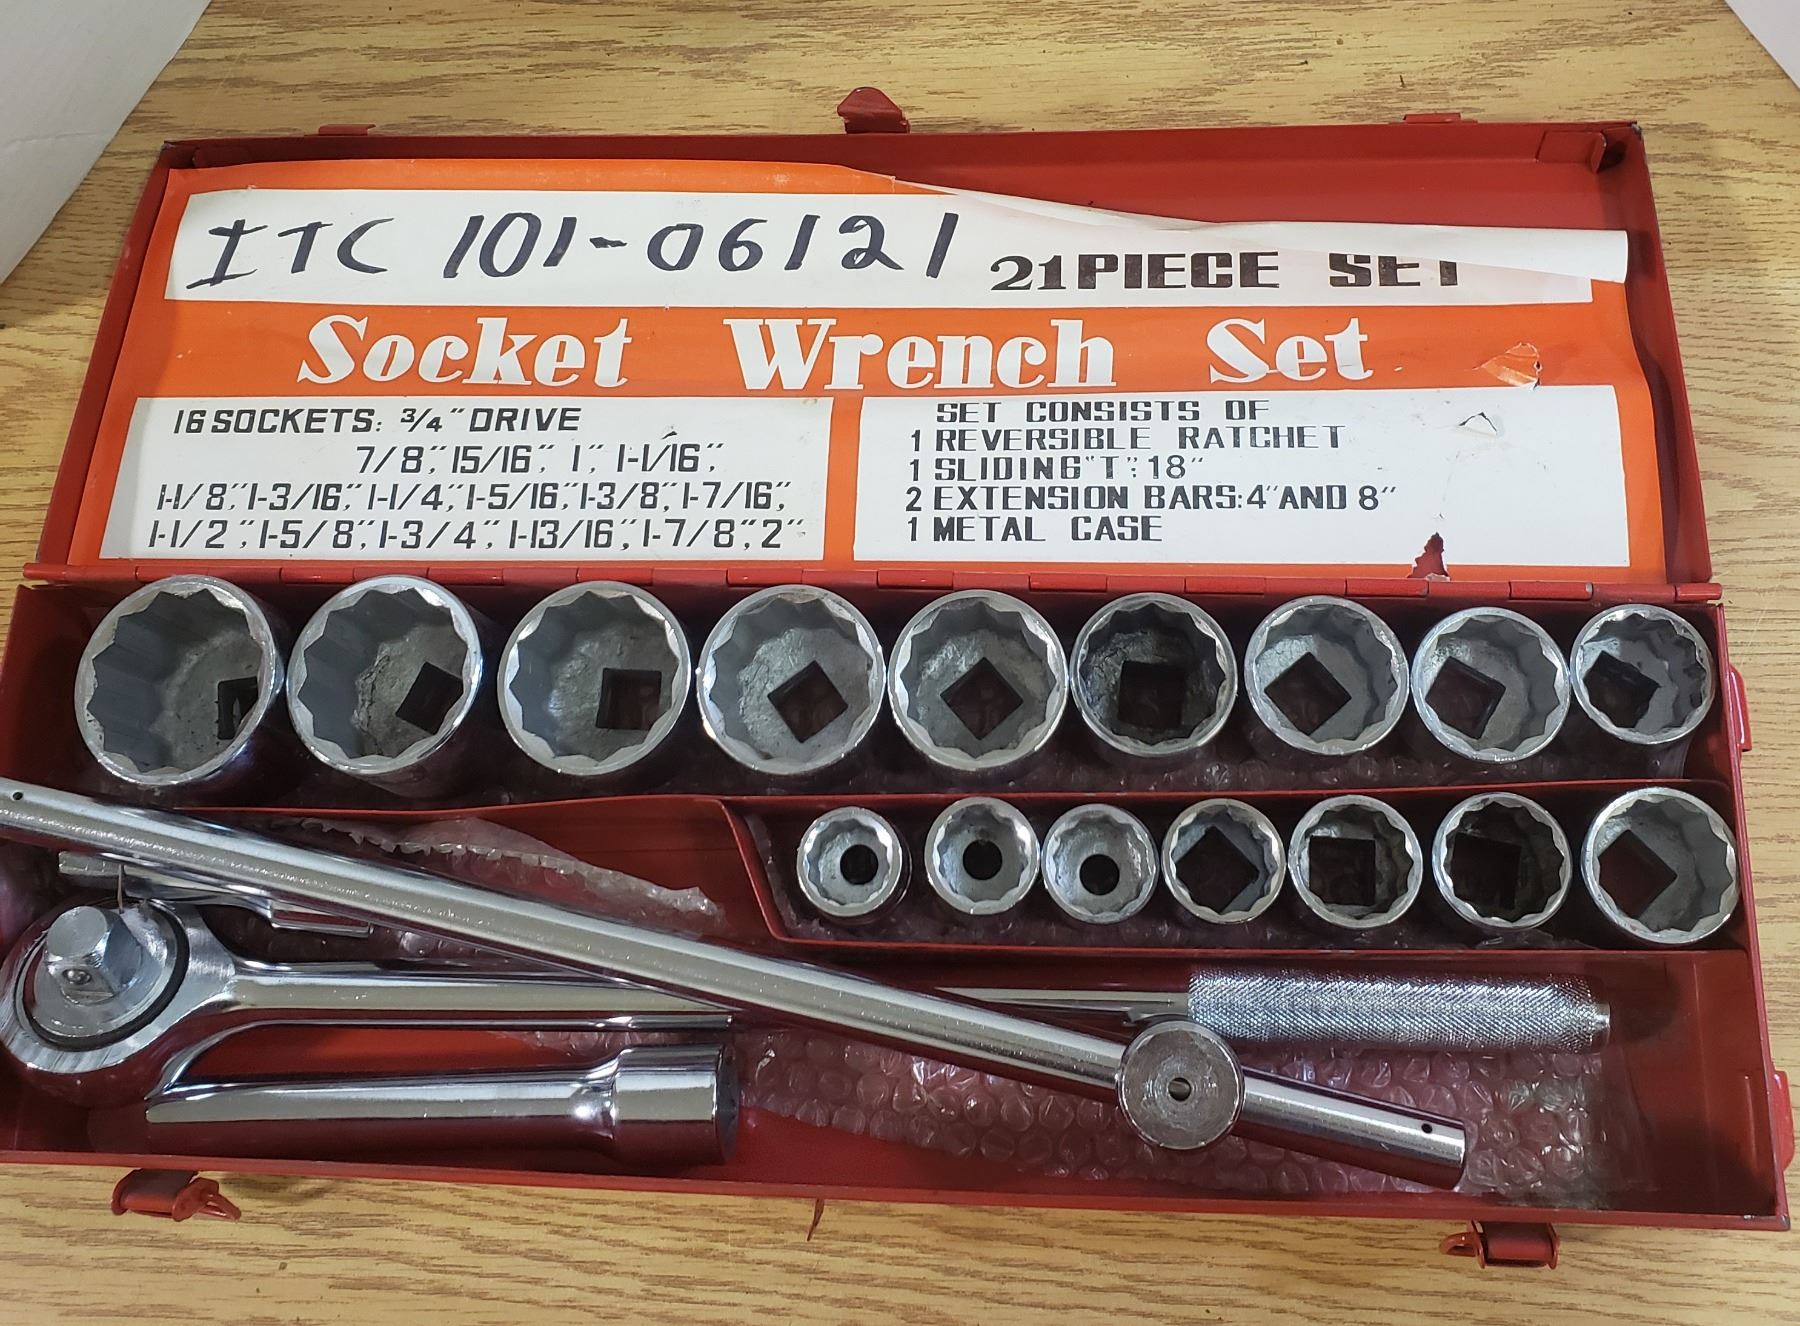 ITC 101-06121
21 PIECE SET
Socket Wrench Set
16 SOCKETS: 3/4" DRIVE
7/8", 15/16", 1", 1-1/16",
1-1/8", 1-3/16", 1-1/4", 1-5/16", 1-3/8", 1-7/16",
1-1/2", 1-5/8", 1-3/4", 1-13/16", 1-7/8", 2"
SET CONSISTS OF
1 REVERSIBLE RATCHET
1 SLIDING "T": 18"
2 EXTENSION BARS: 4" AND 8"
1 METAL CASE